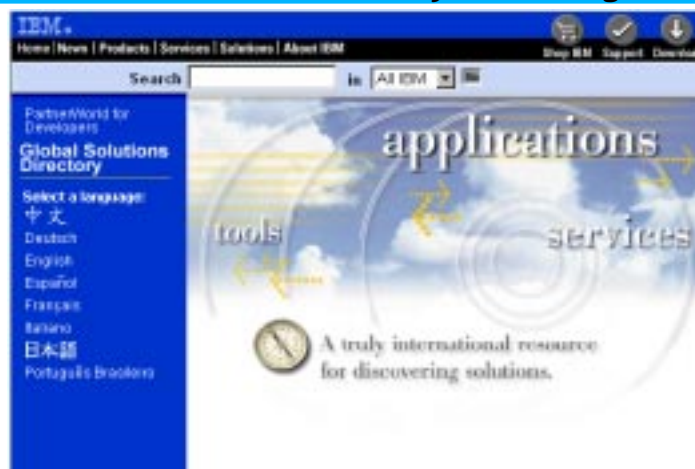 IBM.
Home | News | Products | Services | Solutions | About IBM
Shop IBM Support Download
Search in All IBM
PartnerWorld for
Developers
Global Solutions
Directory
Select a language:
中文
Deutsch
English
Español
Français
Italiano
日本語
Português Brasileiro
applications
tools
services
A truly international resource
for discovering solutions.